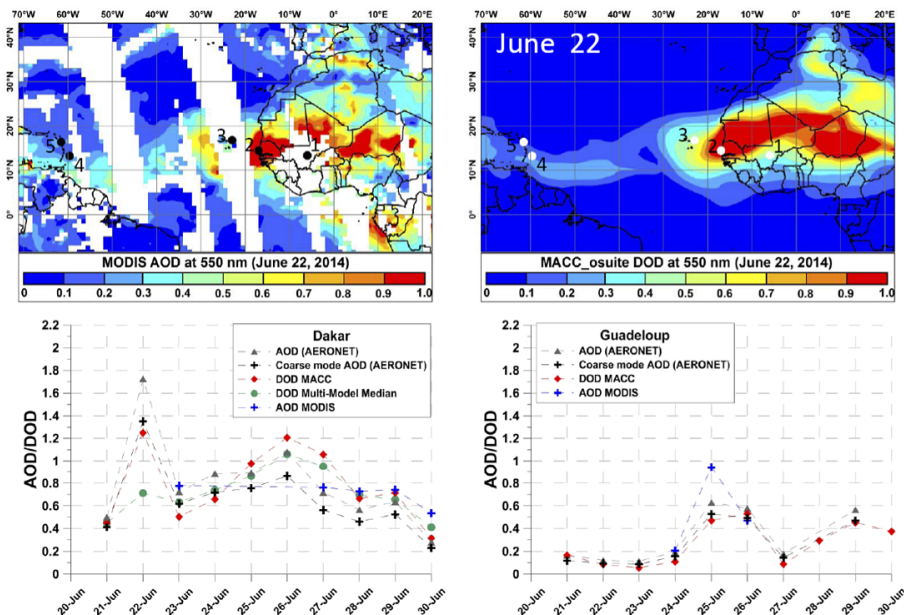 70°W 60°W 50°W 40°W 30°W 20°W 10°W 0° 10°E 20°E
70°W 60°W 50°W 40°W 30°W 20°W 10°W 0° 10°E 20°E
June 22
40°N
30°N
20°N
10°N
0°
5
4
3
2
1
40°N
30°N
20°N
10°N
0°
5
4
3
2
1
MODIS AOD at 550 nm (June 22, 2014)
0 0.1 0.2 0.3 0.4 0.5 0.6 0.7 0.8 0.9 1.0
MACC_osuite DOD at 550 nm (June 22, 2014)
0 0.1 0.2 0.3 0.4 0.5 0.6 0.7 0.8 0.9 1.0
AOD/DOD
2.2
2
1.8
1.6
1.4
1.2
1
0.8
0.6
0.4
0.2
0
Dakar
AOD (AERONET)
Coarse mode AOD (AERONET)
DOD MACC
DOD Multi-Model Median
AOD MODIS
20-Jun 21-Jun 22-Jun 23-Jun 24-Jun 25-Jun 26-Jun 27-Jun 28-Jun 29-Jun 30-Jun
AOD/DOD
2.2
2
1.8
1.6
1.4
1.2
1
0.8
0.6
0.4
0.2
0
Guadeloup
AOD (AERONET)
Coarse mode AOD (AERONET)
DOD MACC
AOD MODIS
20-Jun 21-Jun 22-Jun 23-Jun 24-Jun 25-Jun 26-Jun 27-Jun 28-Jun 29-Jun 30-Jun